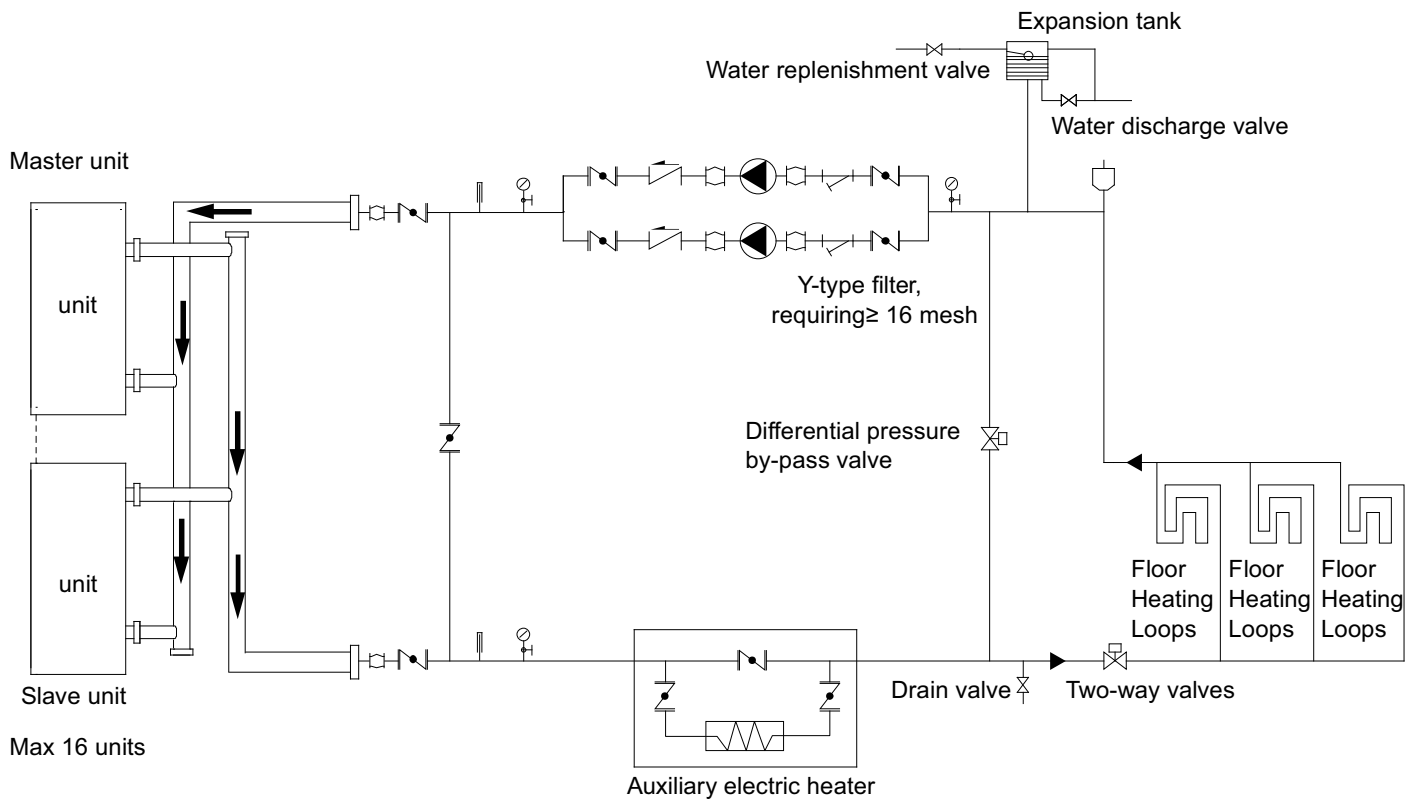 Expansion tank
Water replenishment valve
Water discharge valve
Master unit
unit
Y-type filter,
requiring≥ 16 mesh
Differential pressure
by-pass valve
unit
Floor
Heating
Loops
Floor
Heating
Loops
Floor
Heating
Loops
Slave unit
Drain valve
Two-way valves
Max 16 units
Auxiliary electric heater